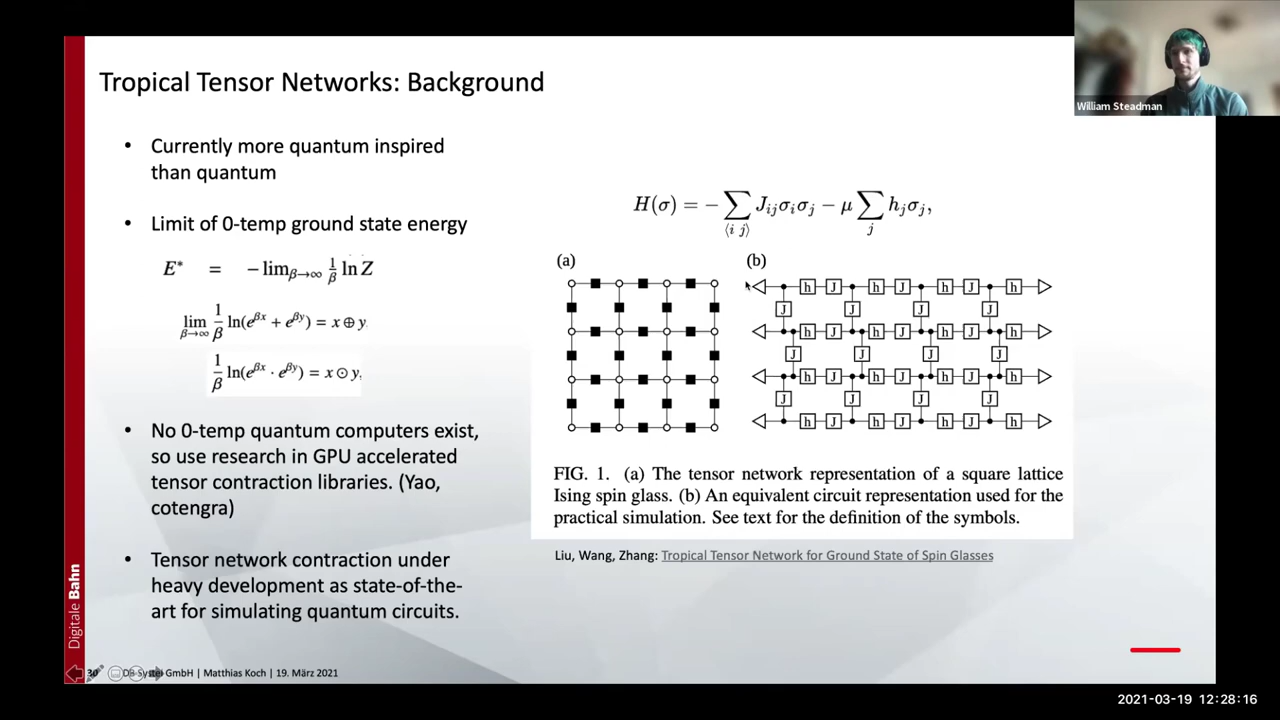 William Steadman
Tropical Tensor Networks: Background
• Currently more quantum inspired
than quantum
• Limit of 0-temp ground state energy
E* = −lim_{β→∞} 1/β ln Z
lim_{β→∞} 1/β ln(e^{βx} + e^{βy}) = x ⊕ y.
1/β ln(e^{βx} · e^{βy}) = x ⊙ y,
• No 0-temp quantum computers exist,
so use research in GPU accelerated
tensor contraction libraries. (Yao,
cotengra)
• Tensor network contraction under
heavy development as state-of-the-
art for simulating quantum circuits.
H(σ) = −∑_{⟨i j⟩} J_{ij}σ_iσ_j − μ ∑_j h_jσ_j,
(a) (b)
h J h J h J h
J J J J
h J h J h J h
J J J J
h J h J h J h
J J J J
h J h J h J h
FIG. 1. (a) The tensor network representation of a square lattice
Ising spin glass. (b) An equivalent circuit representation used for the
practical simulation. See text for the definition of the symbols.
Liu, Wang, Zhang: Tropical Tensor Network for Ground State of Spin Glasses
Digitale Bahn
30 DB Systel GmbH | Matthias Koch | 19. März 2021
2021-03-19 12:28:16